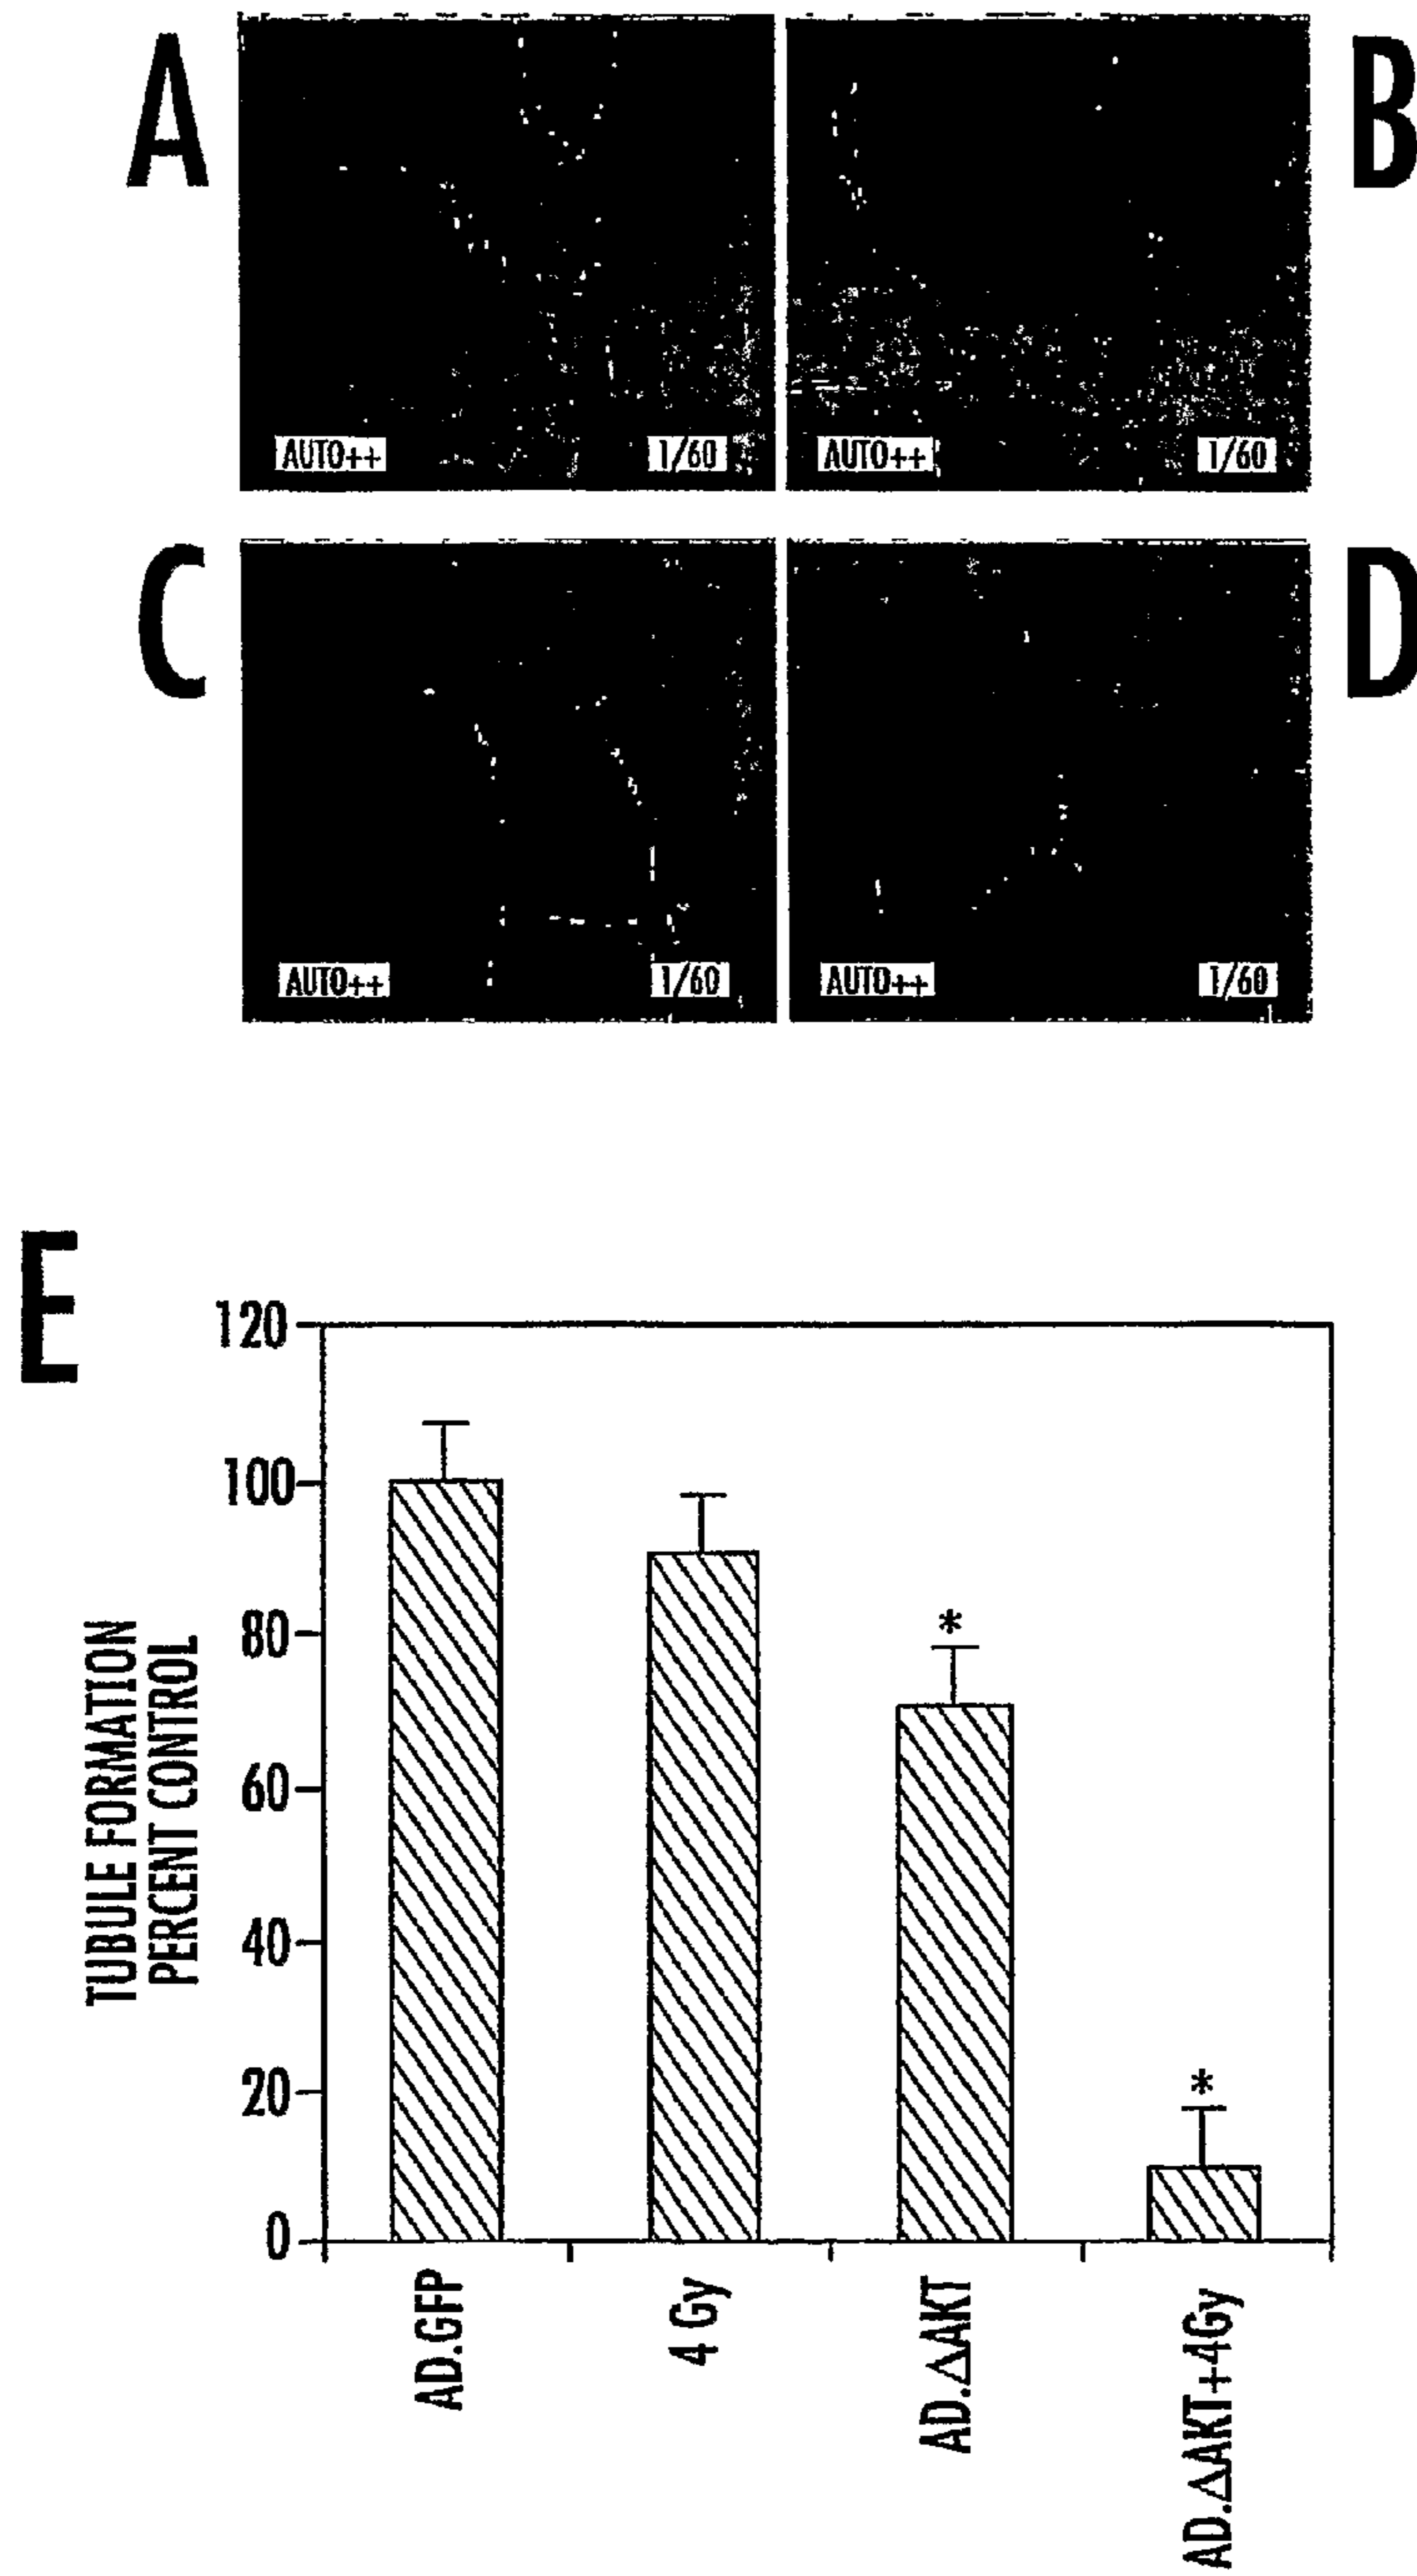 A
B
AUTO++
1/60
AUTO++
1/60
C
D
AUTO++
1/60
AUTO++
1/60
E
TUBULE FORMATION
PERCENT CONTROL
120
100
80
60
40
20
0
*
*
AD.GFP
4 Gy
AD.ΔAKT
AD.ΔAKT+4Gy